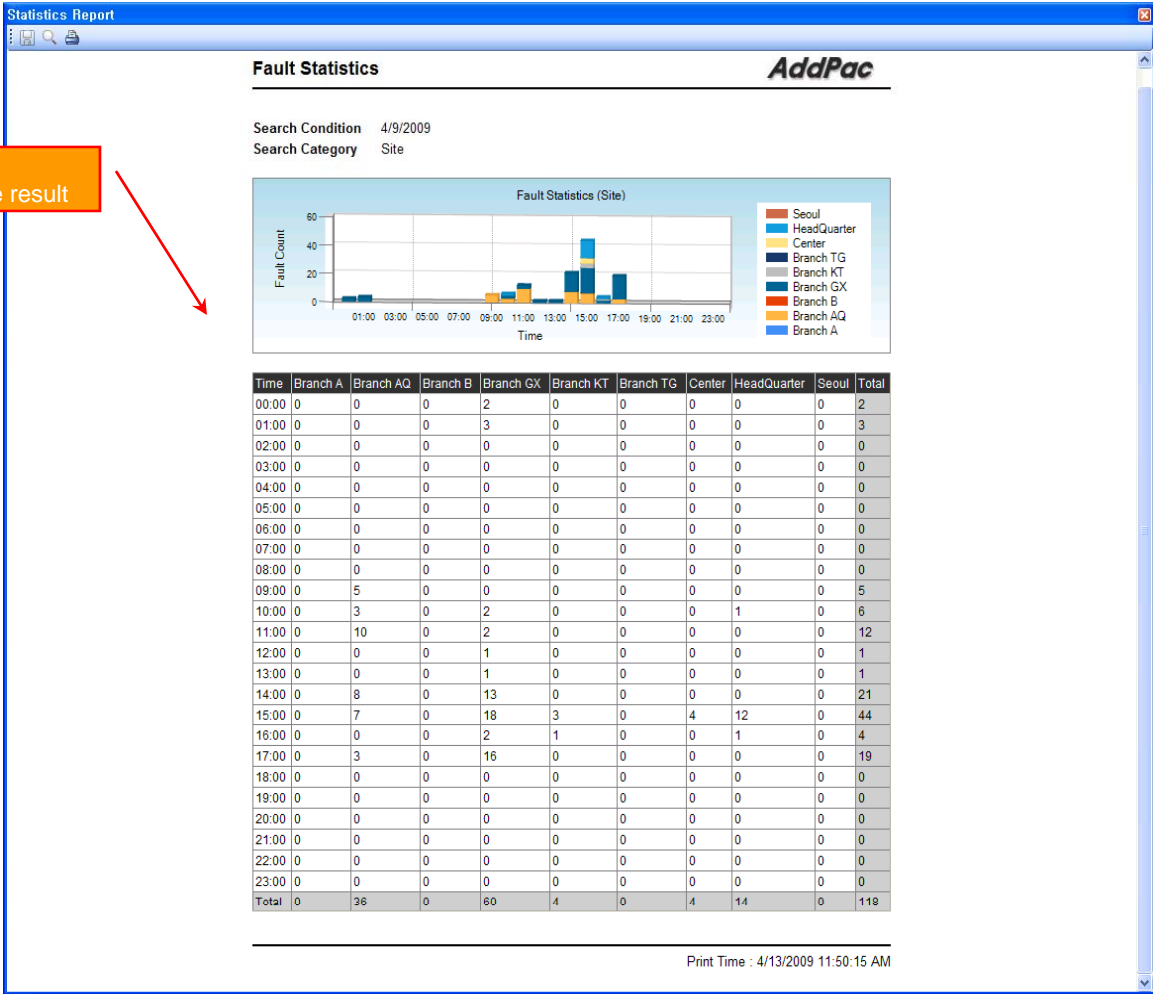 Statistics Report
Fault Statistics
AddPac
Search Condition 4/9/2009
Search Category Site
result
Fault Statistics (Site)
Fault Count
60
40
20
0
01:00 03:00 05:00 07:00 09:00 11:00 13:00 15:00 17:00 19:00 21:00 23:00
Time
Seoul
HeadQuarter
Center
Branch TG
Branch KT
Branch GX
Branch B
Branch AQ
Branch A
Time Branch A Branch AQ Branch B Branch GX Branch KT Branch TG Center HeadQuarter Seoul Total
00:00 0 0 0 2 0 0 0 0 0 2
01:00 0 0 0 3 0 0 0 0 0 3
02:00 0 0 0 0 0 0 0 0 0 0
03:00 0 0 0 0 0 0 0 0 0 0
04:00 0 0 0 0 0 0 0 0 0 0
05:00 0 0 0 0 0 0 0 0 0 0
06:00 0 0 0 0 0 0 0 0 0 0
07:00 0 0 0 0 0 0 0 0 0 0
08:00 0 0 0 0 0 0 0 0 0 0
09:00 0 5 0 0 0 0 0 0 0 5
10:00 0 3 0 2 0 0 0 1 0 6
11:00 0 10 0 2 0 0 0 0 0 12
12:00 0 0 0 1 0 0 0 0 0 1
13:00 0 0 0 1 0 0 0 0 0 1
14:00 0 8 0 13 0 0 0 0 0 21
15:00 0 7 0 18 3 0 4 12 0 44
16:00 0 0 0 2 1 0 0 1 0 4
17:00 0 3 0 16 0 0 0 0 0 19
18:00 0 0 0 0 0 0 0 0 0 0
19:00 0 0 0 0 0 0 0 0 0 0
20:00 0 0 0 0 0 0 0 0 0 0
21:00 0 0 0 0 0 0 0 0 0 0
22:00 0 0 0 0 0 0 0 0 0 0
23:00 0 0 0 0 0 0 0 0 0 0
Total 0 36 0 60 4 0 4 14 0 118
Print Time : 4/13/2009 11:50:15 AM